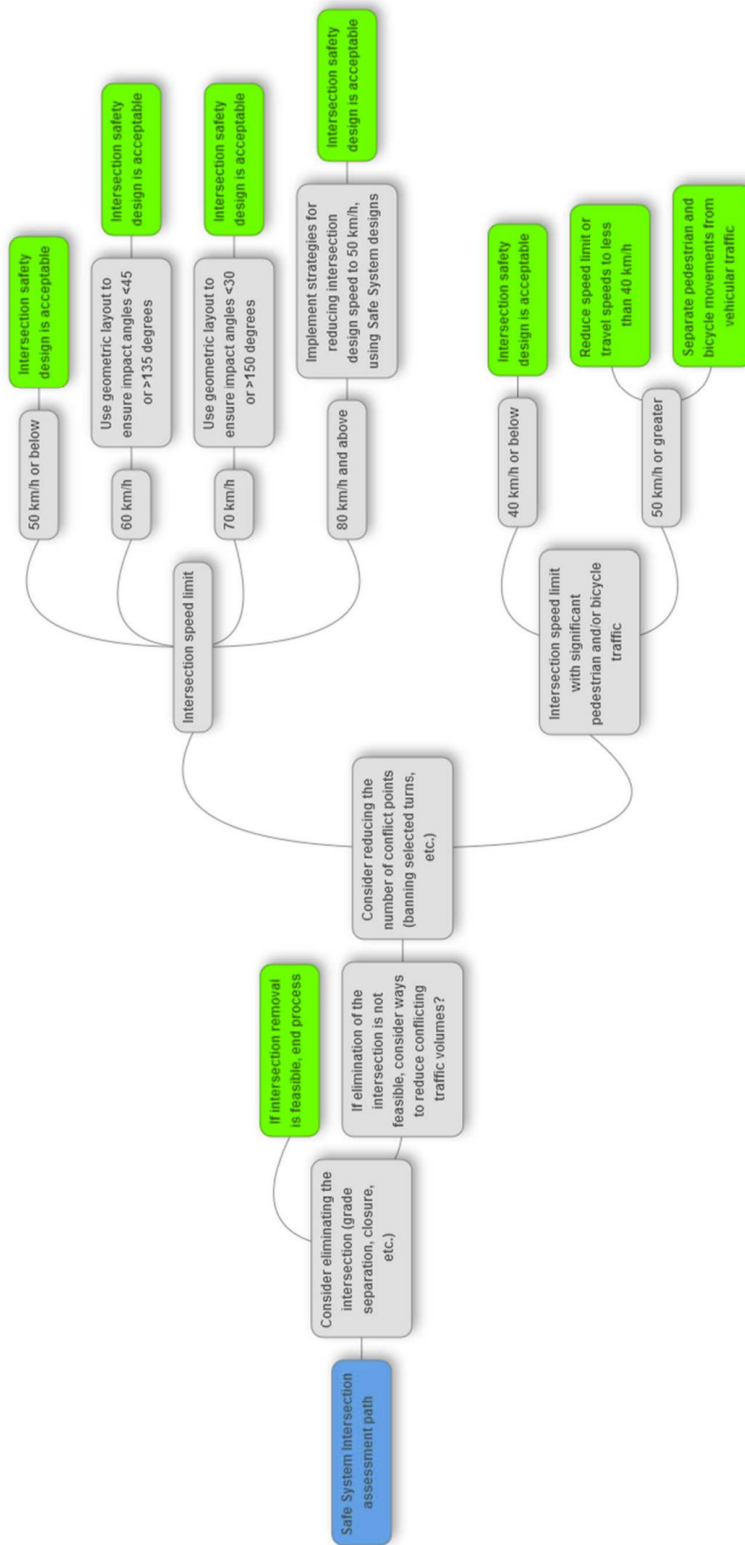 Safe System Intersection
assessment path
Consider eliminating the
intersection (grade
separation, closure,
etc.)
If intersection removal
is feasible, end process
If elimination of the
intersection is not
feasible, consider ways
to reduce conflicting
traffic volumes?
Consider reducing the
number of conflict points
(banning selected turns,
etc.)
Intersection speed limit
50 km/h or below
Intersection safety
design is acceptable
60 km/h
Use geometric layout to
ensure impact angles <45
or >135 degrees
Intersection safety
design is acceptable
70 km/h
Use geometric layout to
ensure impact angles <30
or >150 degrees
Intersection safety
design is acceptable
80 km/h and above
Implement strategies for
reducing intersection
design speed to 50 km/h,
using Safe System designs
Intersection safety
design is acceptable
Intersection speed limit
with significant
pedestrian and/or bicycle
traffic
40 km/h or below
Intersection safety
design is acceptable
50 km/h or greater
Reduce speed limit or
travel speeds to less
than 40 km/h
Separate pedestrian and
bicycle movements from
vehicular traffic